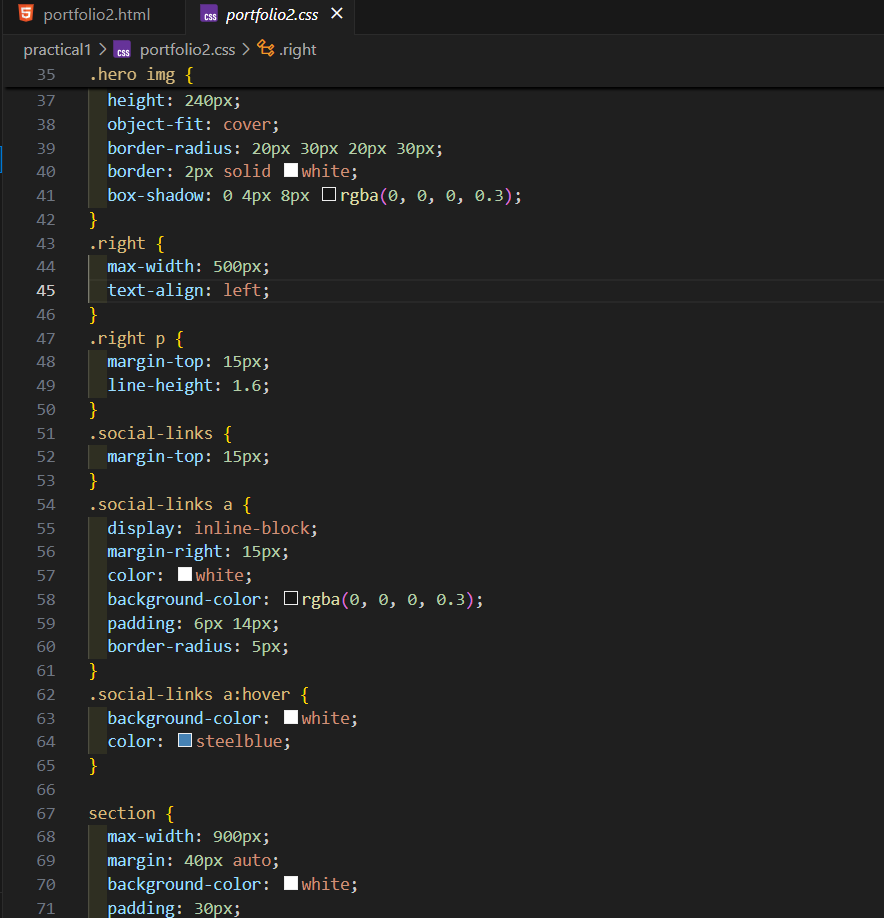 portfolio2.html
portfolio2.css
practical1 > portfolio2.css > .right
35 .hero img {
37 height: 240px;
38 object-fit: cover;
39 border-radius: 20px 30px 20px 30px;
40 border: 2px solid white;
41 box-shadow: 0 4px 8px rgba(0, 0, 0, 0.3);
42 }
43 .right {
44 max-width: 500px;
45 text-align: left;
46 }
47 .right p {
48 margin-top: 15px;
49 line-height: 1.6;
50 }
51 .social-links {
52 margin-top: 15px;
53 }
54 .social-links a {
55 display: inline-block;
56 margin-right: 15px;
57 color: white;
58 background-color: rgba(0, 0, 0, 0.3);
59 padding: 6px 14px;
60 border-radius: 5px;
61 }
62 .social-links a:hover {
63 background-color: white;
64 color: steelblue;
65 }
66
67 section {
68 max-width: 900px;
69 margin: 40px auto;
70 background-color: white;
71 padding: 30px;